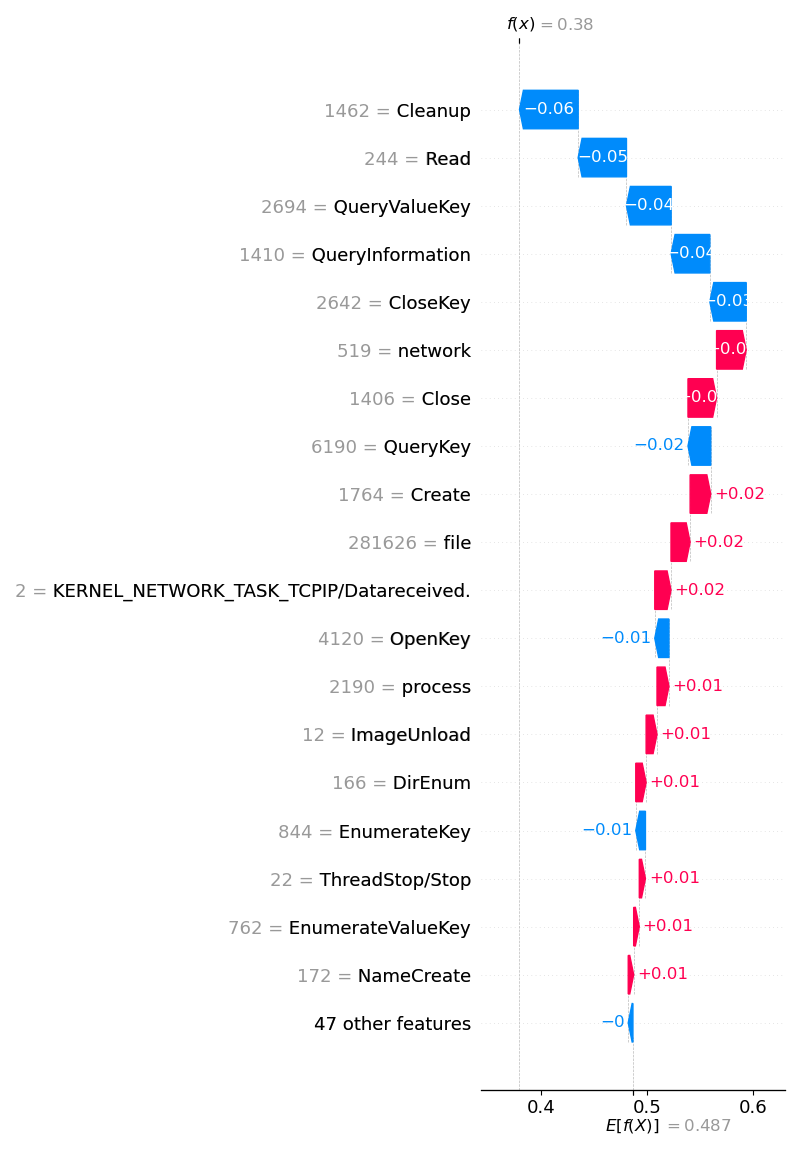 f(x) = 0.38
1462 = Cleanup
−0.06
244 = Read
−0.05
2694 = QueryValueKey
−0.04
1410 = QueryInformation
−0.04
2642 = CloseKey
−0.03
519 = network
1406 = Close
6190 = QueryKey
−0.02
1764 = Create
+0.02
281626 = file
+0.02
2 = KERNEL_NETWORK_TASK_TCPIP/Datareceived.
+0.02
4120 = OpenKey
−0.01
2190 = process
+0.01
12 = ImageUnload
+0.01
166 = DirEnum
+0.01
844 = EnumerateKey
−0.01
22 = ThreadStop/Stop
+0.01
762 = EnumerateValueKey
+0.01
172 = NameCreate
+0.01
47 other features
−0
0.4 0.5 0.6
E[f(X)] = 0.487